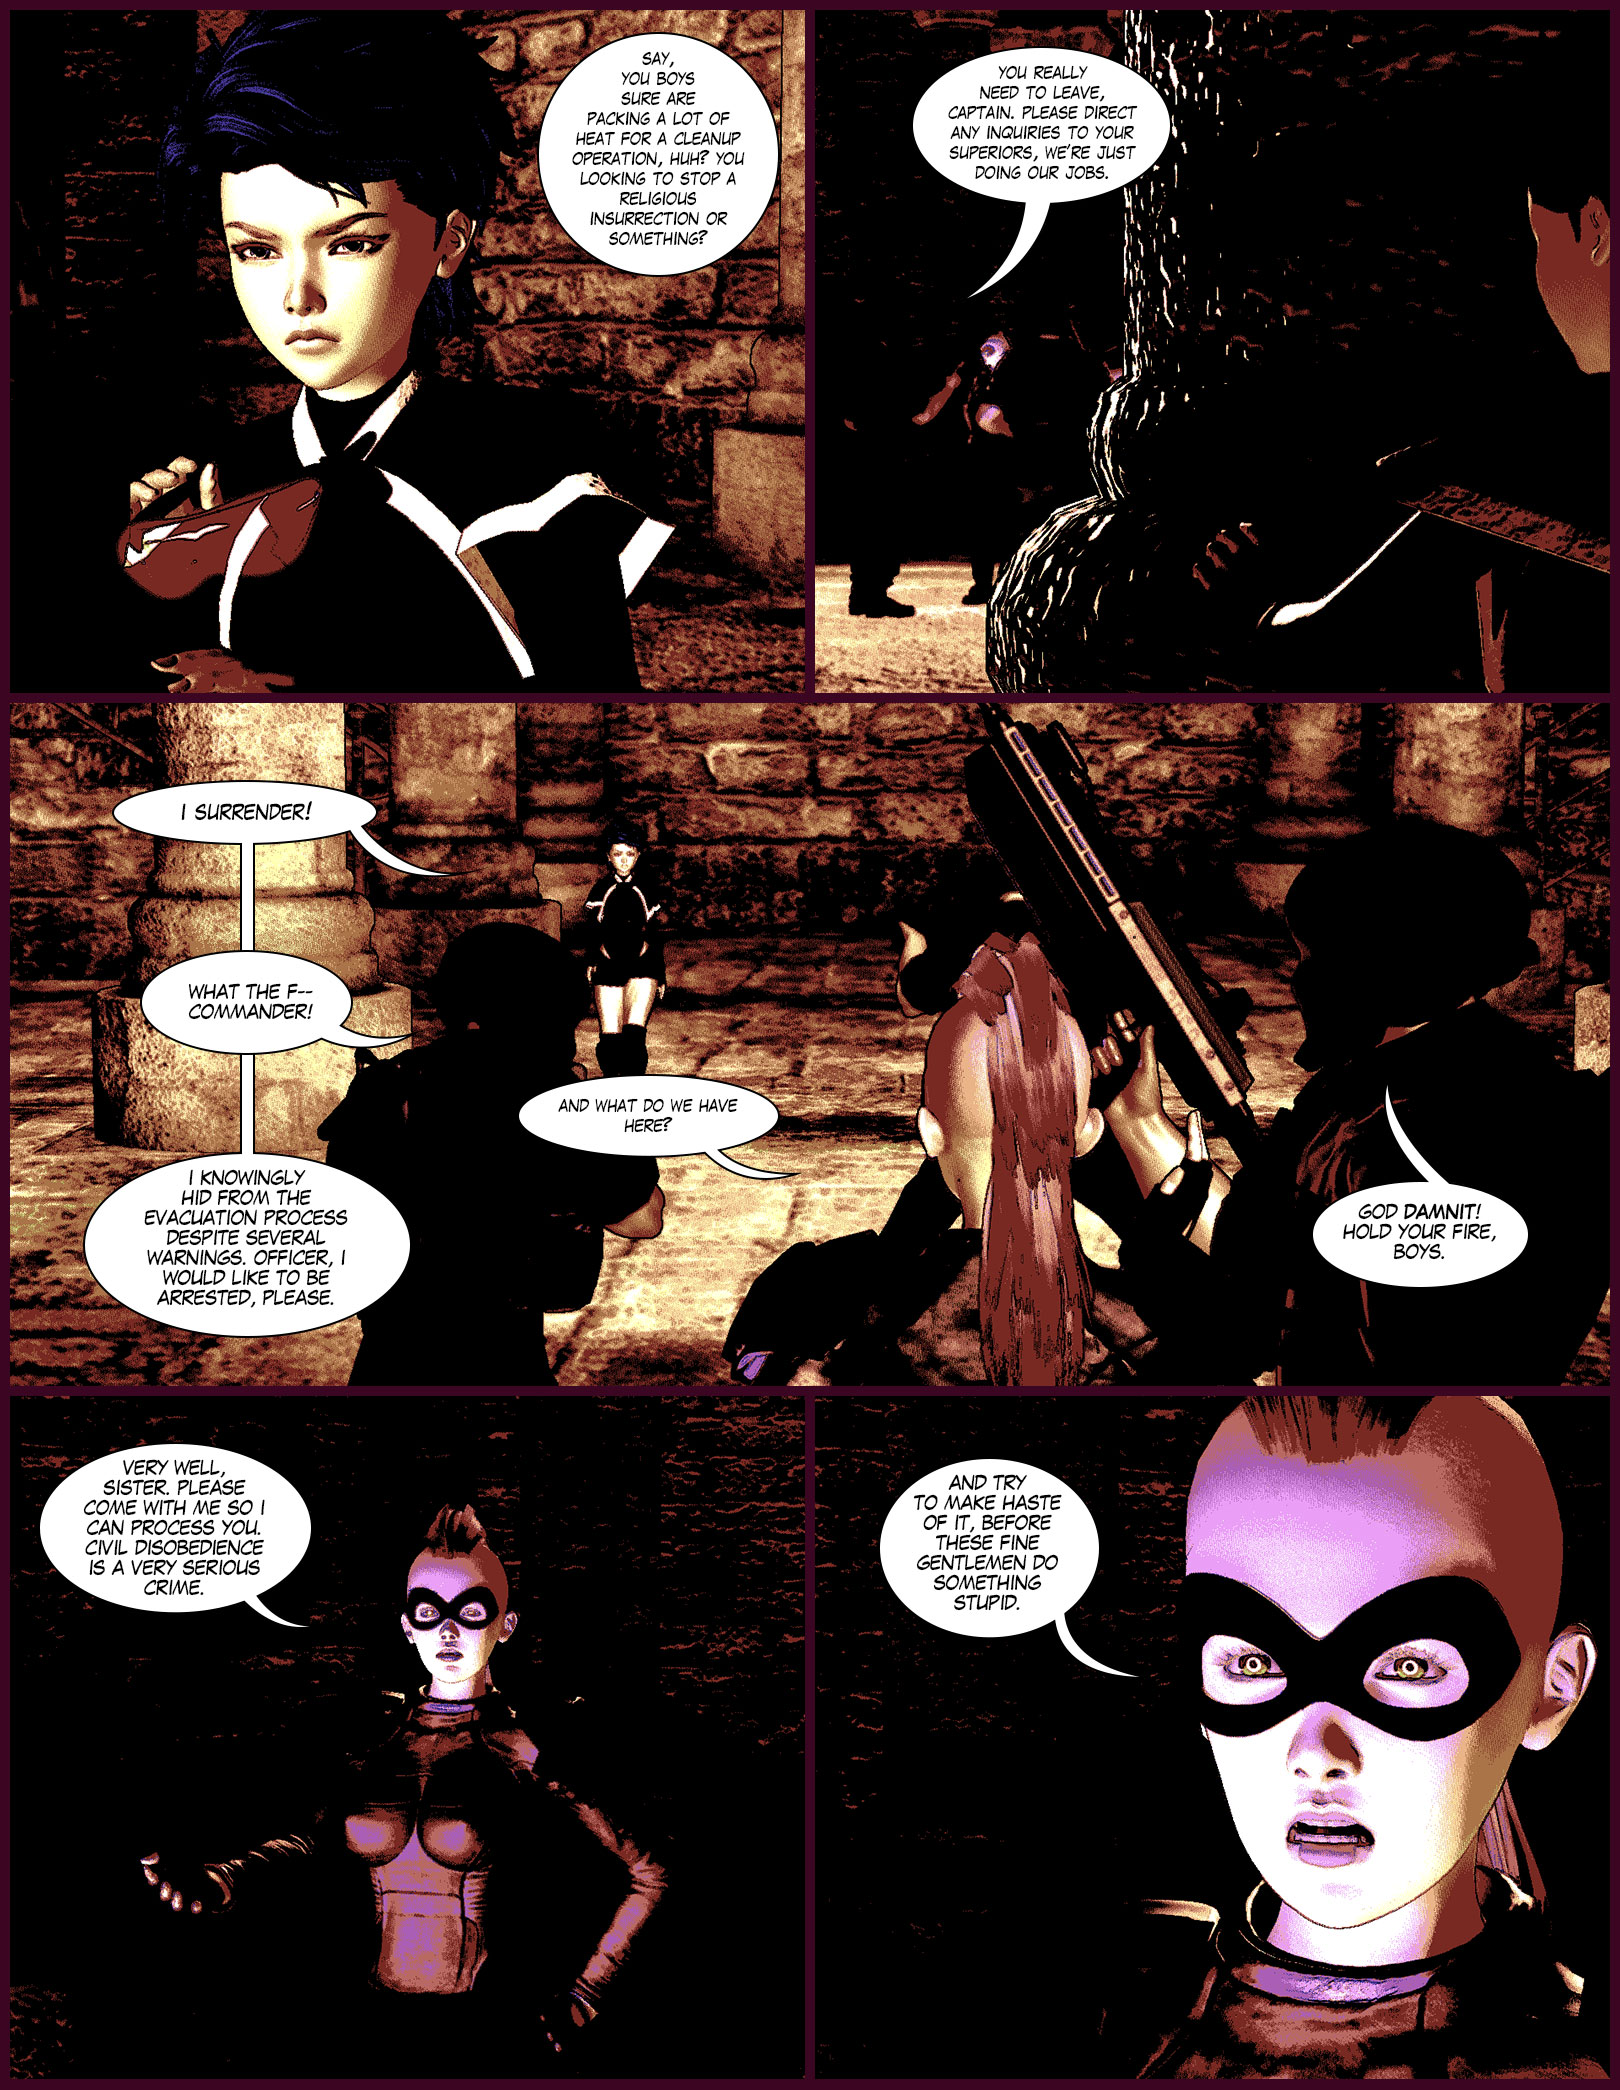 SAY,
YOU BOYS
SURE ARE
PACKING A LOT OF
HEAT FOR A CLEANUP
OPERATION, HUH? YOU
LOOKING TO STOP A
RELIGIOUS
INSURRECTION OR
SOMETHING?
YOU REALLY
NEED TO LEAVE,
CAPTAIN. PLEASE DIRECT
ANY INQUIRIES TO YOUR
SUPERIORS, WE'RE JUST
DOING OUR JOBS.
I SURRENDER!
WHAT THE F--
COMMANDER!
I KNOWINGLY
HID FROM THE
EVACUATION PROCESS
DESPITE SEVERAL
WARNINGS. OFFICER, I
WOULD LIKE TO BE
ARRESTED, PLEASE.
AND WHAT DO WE HAVE
HERE?
GOD DAMNIT!
HOLD YOUR FIRE,
BOYS.
VERY WELL,
SISTER. PLEASE
COME WITH ME SO I
CAN PROCESS YOU.
CIVIL DISOBEDIENCE
IS A VERY SERIOUS
CRIME.
AND TRY
TO MAKE HASTE
OF IT, BEFORE
THESE FINE
GENTLEMEN DO
SOMETHING
STUPID.